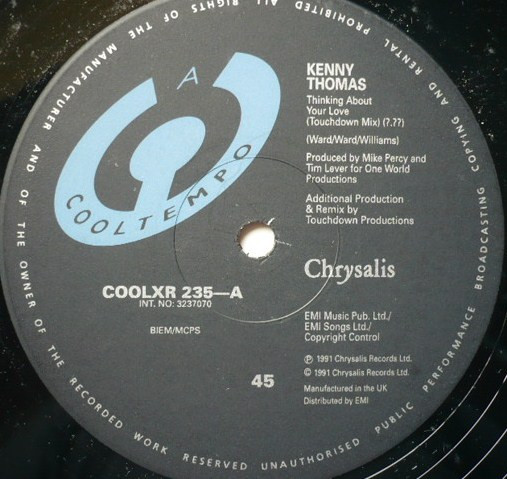 KENNY
THOMAS
Thinking About
Your Love
(Touchdown Mix) (?.??)
(Ward/Ward/Williams)
Produced by Mike Percy and
Tim Lever for One World
Productions
Additional Production
& Remix by
Touchdown Productions
Chrysalis
EMI Music Pub. Ltd./
EMI Songs Ltd./
Copyright Control
℗ 1991 Chrysalis Records Ltd.
© 1991 Chrysalis Records Ltd.
Manufactured in the UK
Distributed by EMI
A
COOLTEMPO
COOLXR 235—A
INT. NO: 3237070
BIEM/MCPS
45
ALL RIGHTS OF THE MANUFACTURER AND OF THE OWNER OF THE RECORDED WORK RESERVED UNAUTHORISED PUBLIC PERFORMANCE BROADCASTING COPYING AND RENTAL PROHIBITED